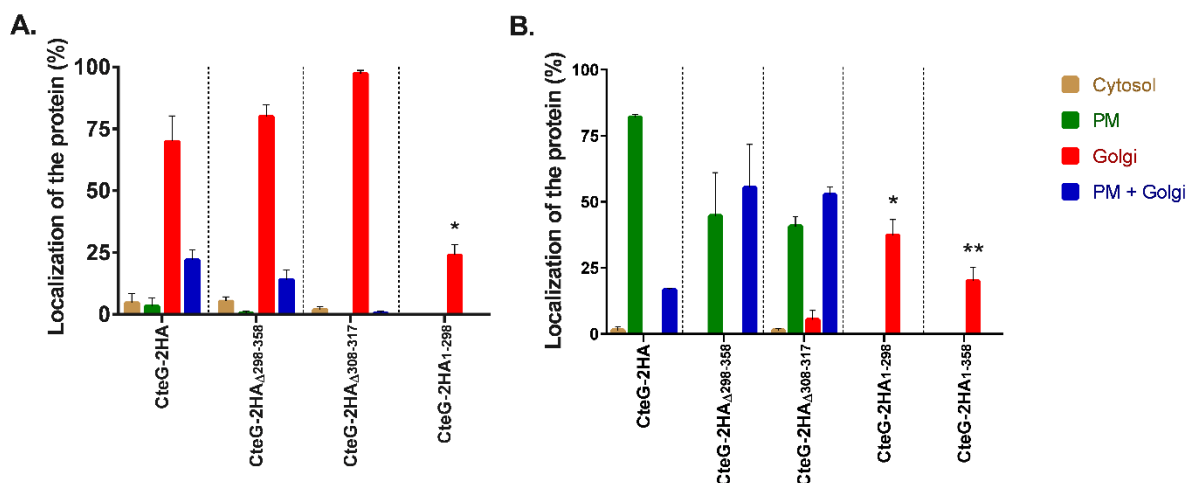 A.
Localization of the protein (%)
100
75
50
25
0
*
CteG-2HA
CteG-2HAΔ298-358
CteG-2HAΔ308-317
CteG-2HA1-298
B.
Localization of the protein (%)
100
75
50
25
0
*
**
CteG-2HA
CteG-2HAΔ298-358
CteG-2HAΔ308-317
CteG-2HA1-298
CteG-2HA1-358
Cytosol
PM
Golgi
PM + Golgi